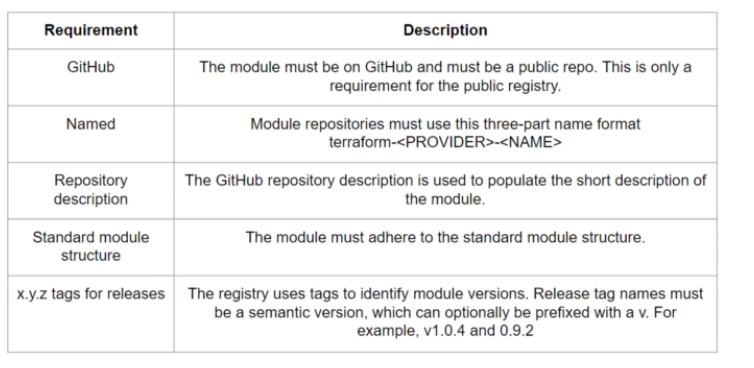 Requirement Description
GitHub The module must be on GitHub and must be a public repo. This is only a
requirement for the public registry.
Named Module repositories must use this three-part name format
terraform-<PROVIDER>-<NAME>
Repository The GitHub repository description is used to populate the short description of
description the module.
Standard module The module must adhere to the standard module structure.
structure
x.y.z tags for releases The registry uses tags to identify module versions. Release tag names must
be a semantic version, which can optionally be prefixed with a v. For
example, v1.0.4 and 0.9.2